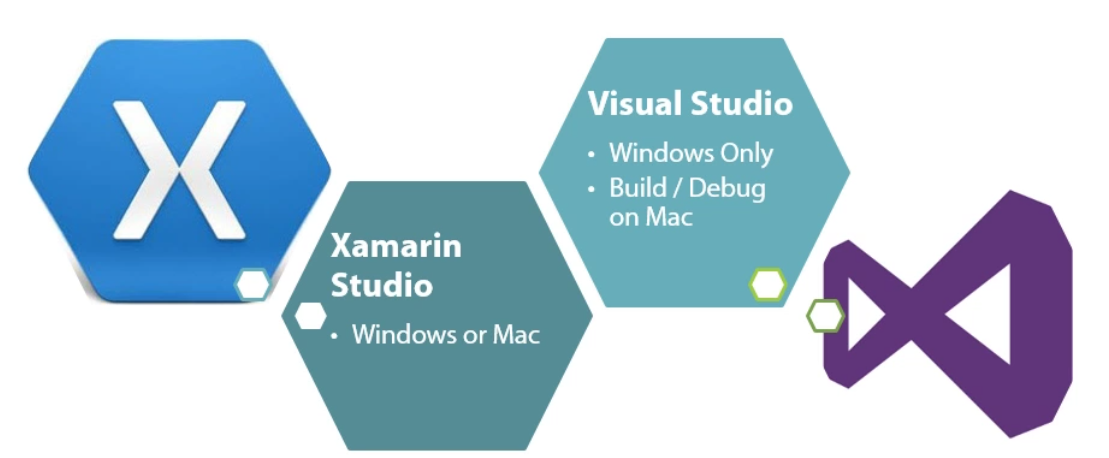 X
Xamarin
Studio
• Windows or Mac
Visual Studio
• Windows Only
• Build / Debug
on Mac